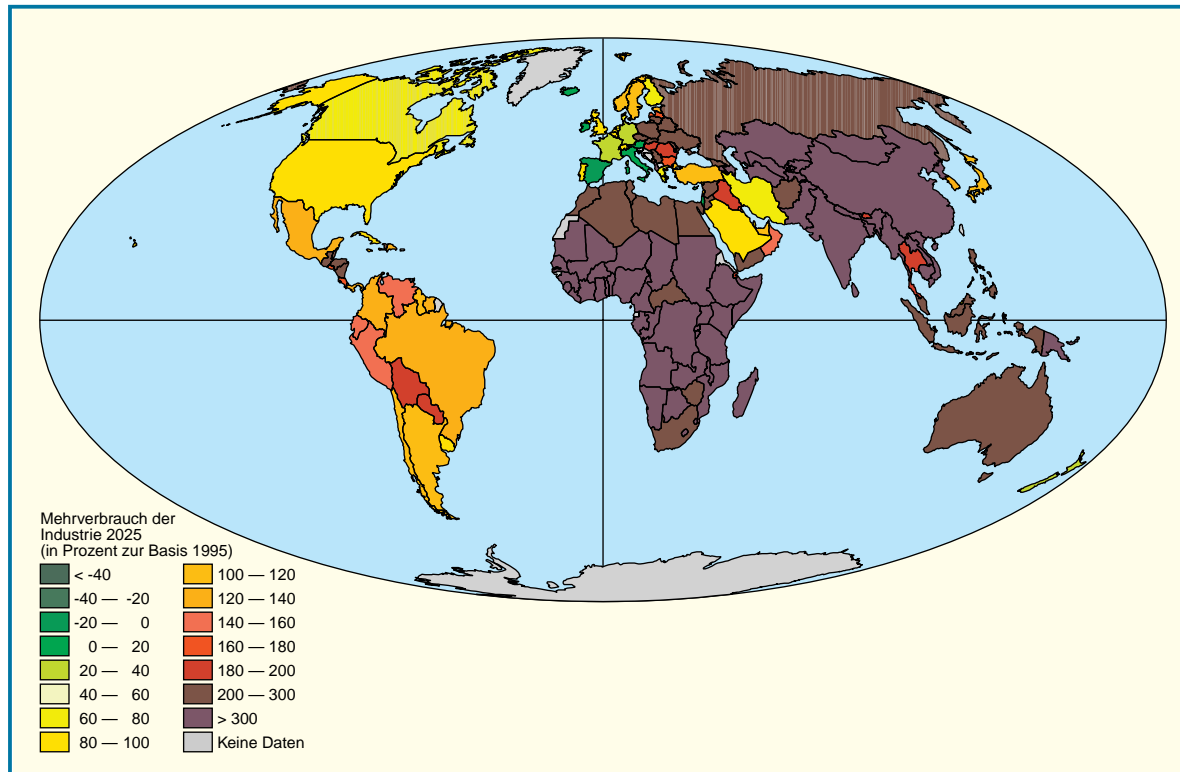 Mehrverbrauch der
Industrie 2025
(in Prozent zur Basis 1995)
< -40
-40 — -20
-20 — 0
0 — 20
20 — 40
40 — 60
60 — 80
80 — 100
100 — 120
120 — 140
140 — 160
160 — 180
180 — 200
200 — 300
> 300
Keine Daten